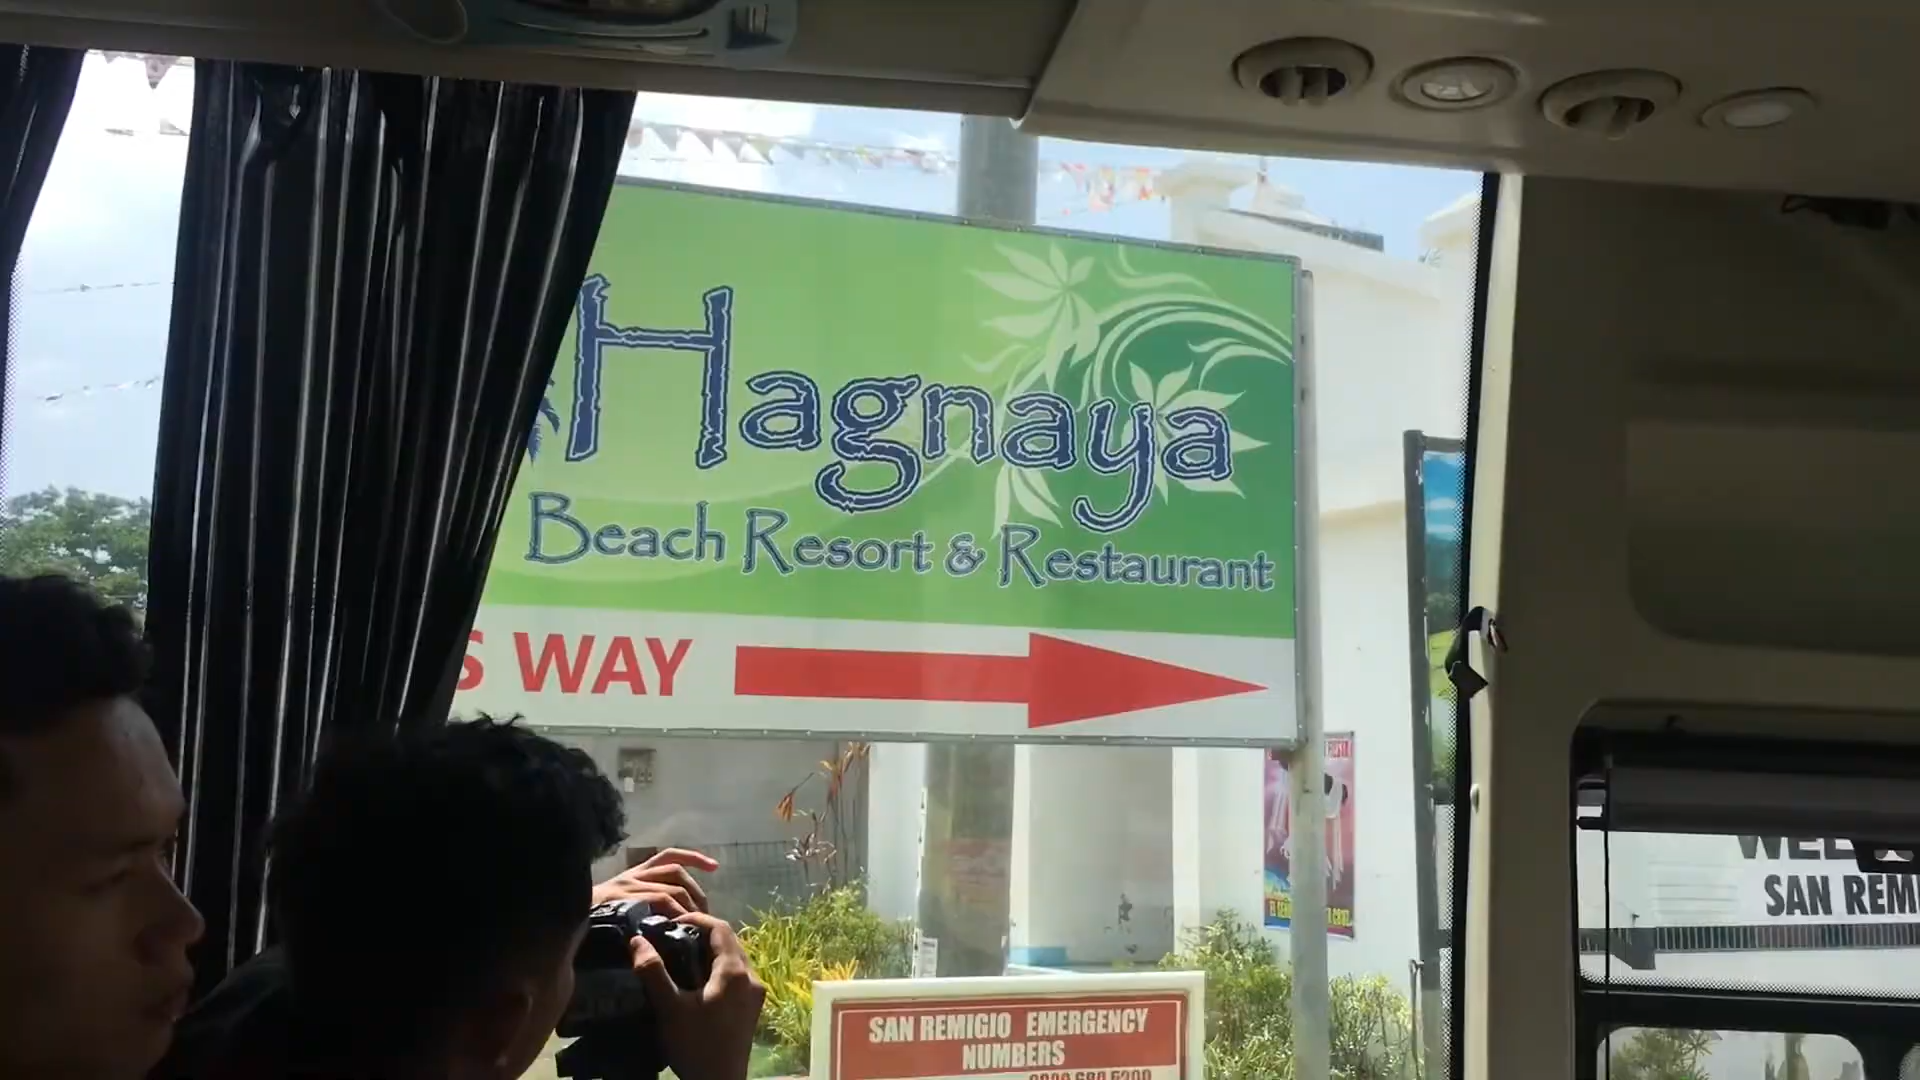 Hagnaya
Beach Resort & Restaurant
S WAY
SAN REMIGIO EMERGENCY
NUMBERS
SAN REMI